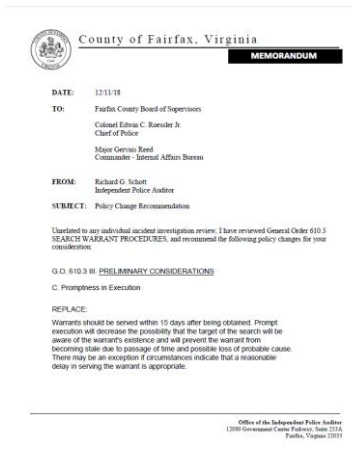 County of Fairfax, Virginia
MEMORANDUM
DATE: 12/11/18
TO: Fairfax County Board of Supervisors
Colonel Edwin C. Roessler Jr.
Chief of Police
Major Gervais Reed
Commander - Internal Affairs Bureau
FROM: Richard G. Schott
Independent Police Auditor
SUBJECT: Policy Change Recommendation
Unrelated to any individual incident investigation review, I have reviewed General Order 610.3
SEARCH WARRANT PROCEDURES, and recommend the following policy changes for your
consideration:
G.O. 610.3 III. PRELIMINARY CONSIDERATIONS
C. Promptness in Execution
REPLACE:
Warrants should be served within 15 days after being obtained. Prompt
execution will decrease the possibility that the target of the search will be
aware of the warrant's existence and will prevent the warrant from
becoming stale due to passage of time and possible loss of probable cause.
There may be an exception if circumstances indicate that a reasonable
delay in serving the warrant is appropriate.
Office of the Independent Police Auditor
12000 Government Center Parkway, Suite 233A
Fairfax, Virginia 22035